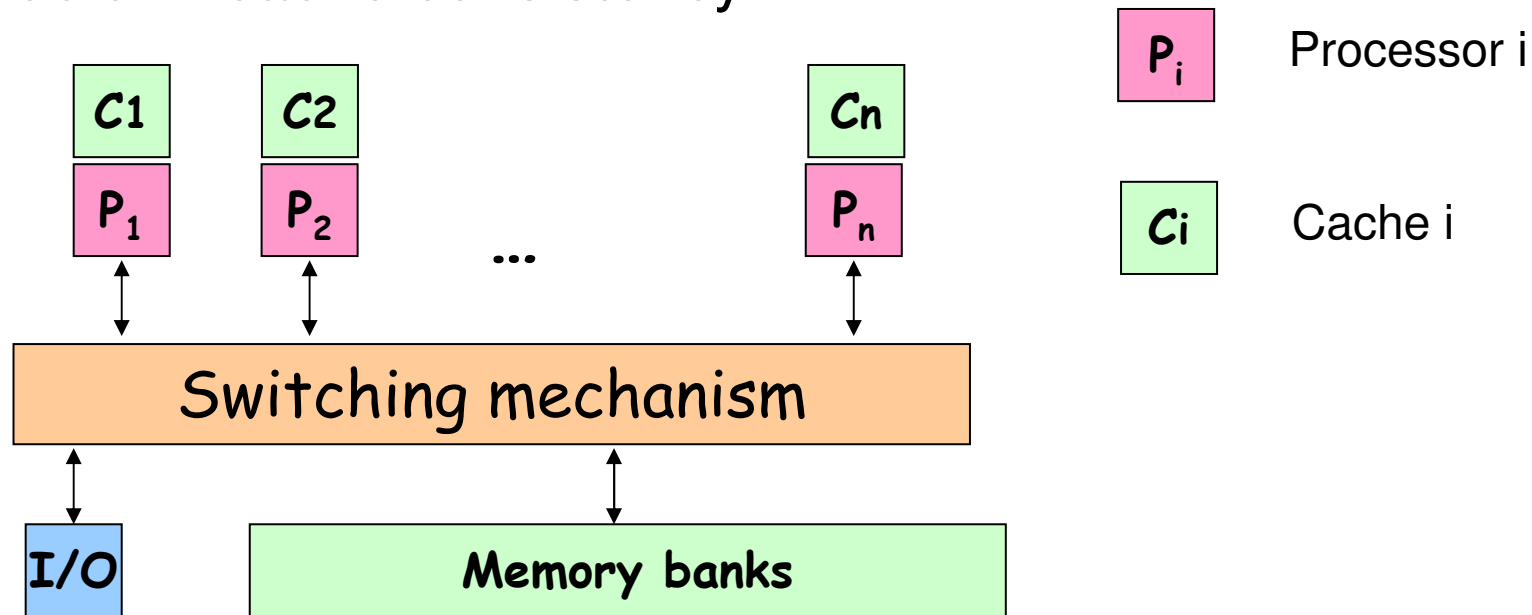 C1 C2 Cn
P1 P2 ... Pn
Pi Processor i
Ci Cache i
Switching mechanism
I/O Memory banks